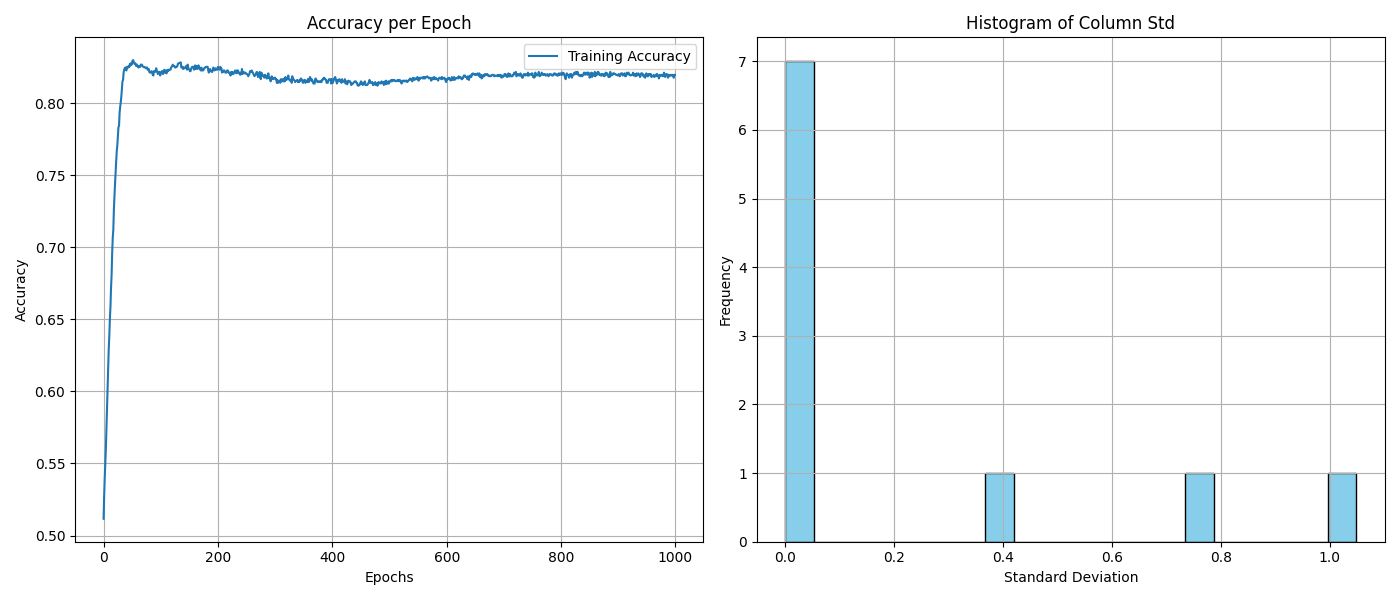 Accuracy per Epoch
Training Accuracy
0.80
0.75
0.70
0.65
0.60
0.55
0.50
Accuracy
0 200 400 600 800 1000
Epochs
Histogram of Column Std
7
6
5
4
3
2
1
0
Frequency
0.0 0.2 0.4 0.6 0.8 1.0
Standard Deviation